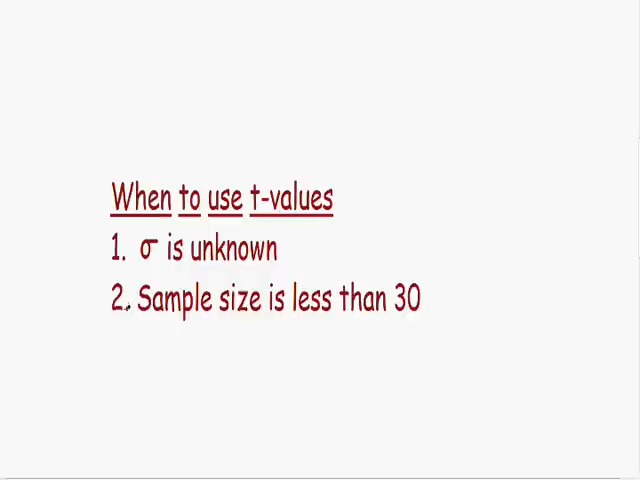 When to use t-values
1. σ is unknown
2. Sample size is less than 30